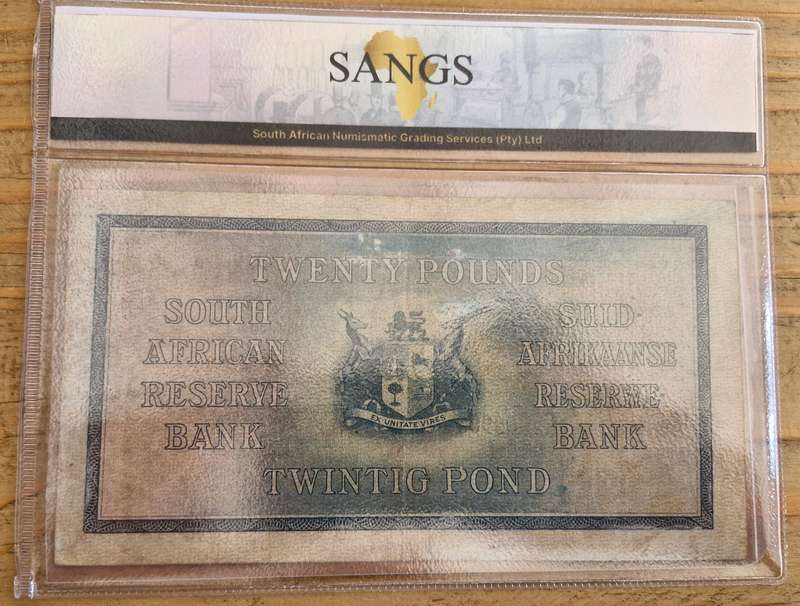 SANGS
South African Numismatic Grading Services (Pty) Ltd
TWENTY POUNDS
SOUTH
AFRICAN
RESERVE
BANK
SUID-
AFRIKAANSE
RESERWE
BANK
EX UNITATE VIRES
TWINTIG POND